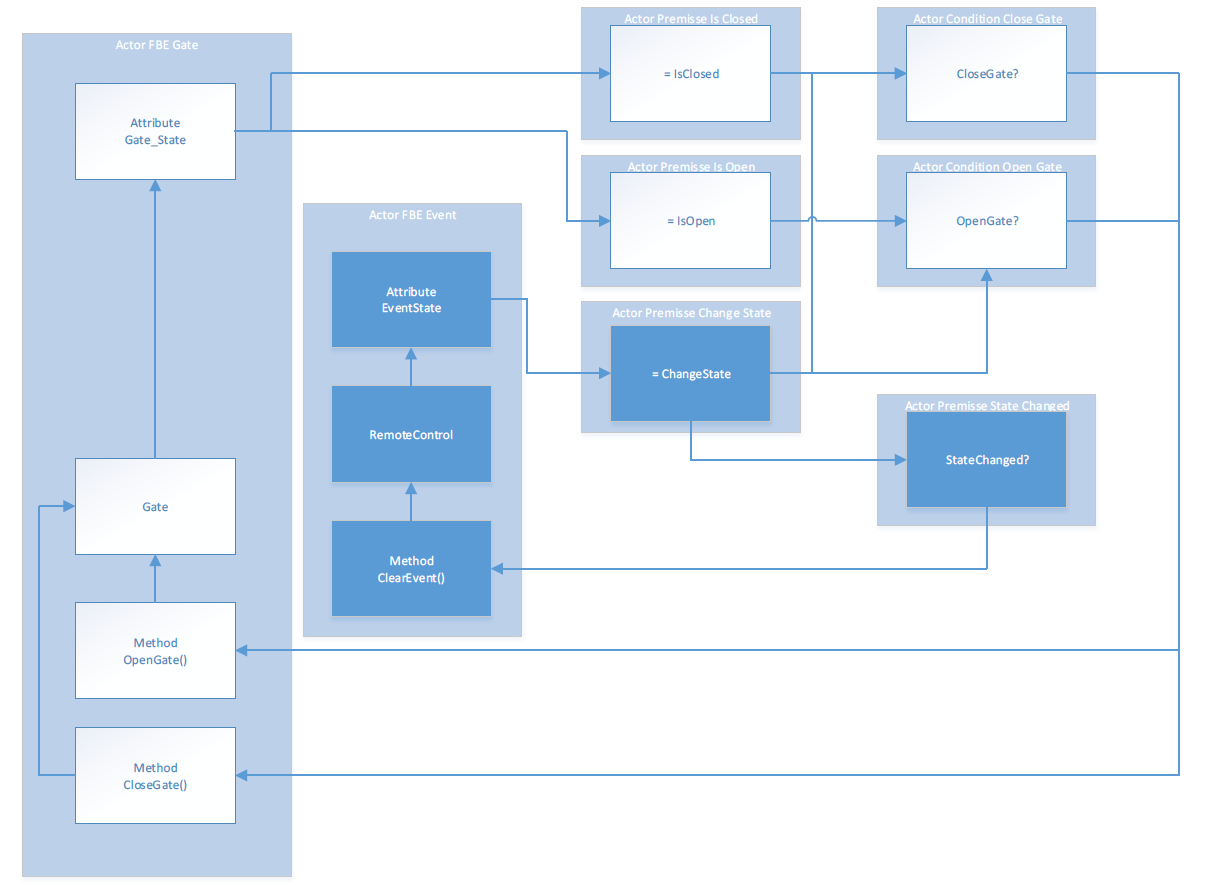 Actor FBE Gate
Attribute
Gate_State
Gate
Method
OpenGate()
Method
CloseGate()
Actor FBE Event
Attribute
EventState
RemoteControl
Method
ClearEvent()
Actor Premisse Is Closed
= IsClosed
Actor Premisse Is Open
= IsOpen
Actor Premisse Change State
= ChangeState
Actor Condition Close Gate
CloseGate?
Actor Condition Open Gate
OpenGate?
Actor Premisse State Changed
StateChanged?